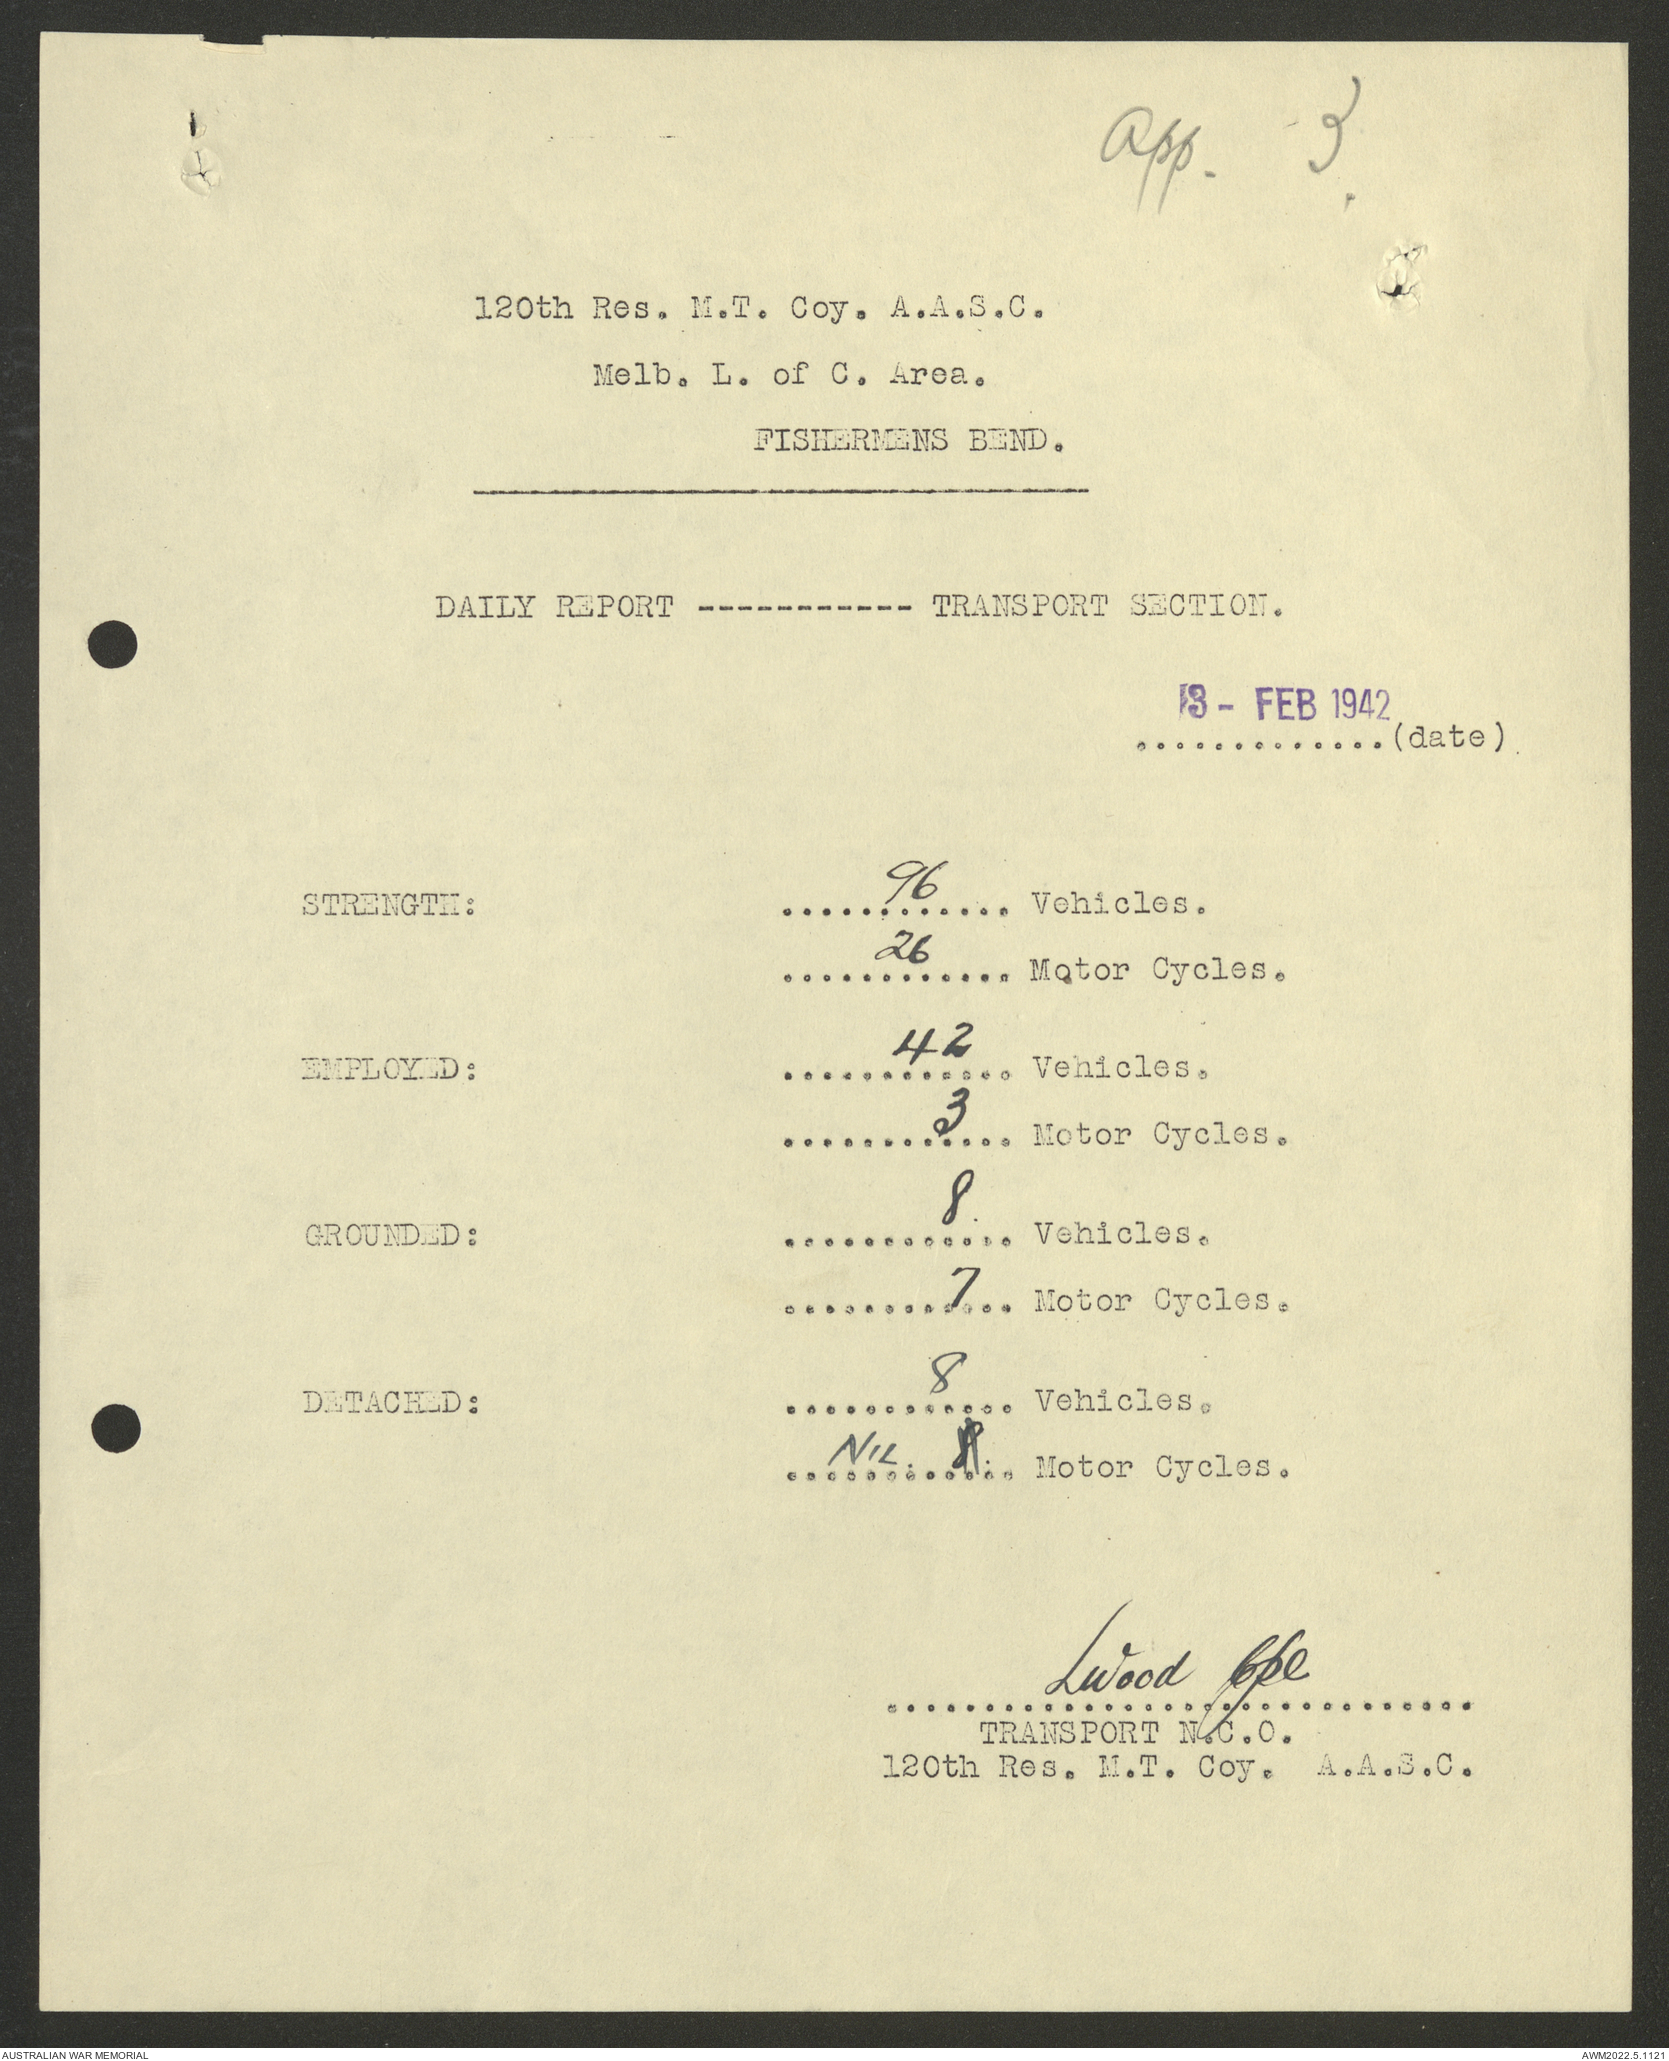 App. 3.
120th Res. M.T. Coy. A.A.S.C.
Melb. L. of C. Area.
FISHERMENS BEND.
DAILY REPORT ----------- TRANSPORT SECTION.
- FEB 1942
.............(date).
STRENGTH: 96 Vehicles.
26 Motor Cycles.
EMPLOYED: 42 Vehicles.
3 Motor Cycles.
GROUNDED: 8 Vehicles.
7 Motor Cycles.
DETACHED: 8 Vehicles.
NIL. Motor Cycles.
LWood Cpl
TRANSPORT N.C.O.
120th Res. M.T. Coy. A.A.S.C.
AUSTRALIAN WAR MEMORIAL
AWM2022.5.1121